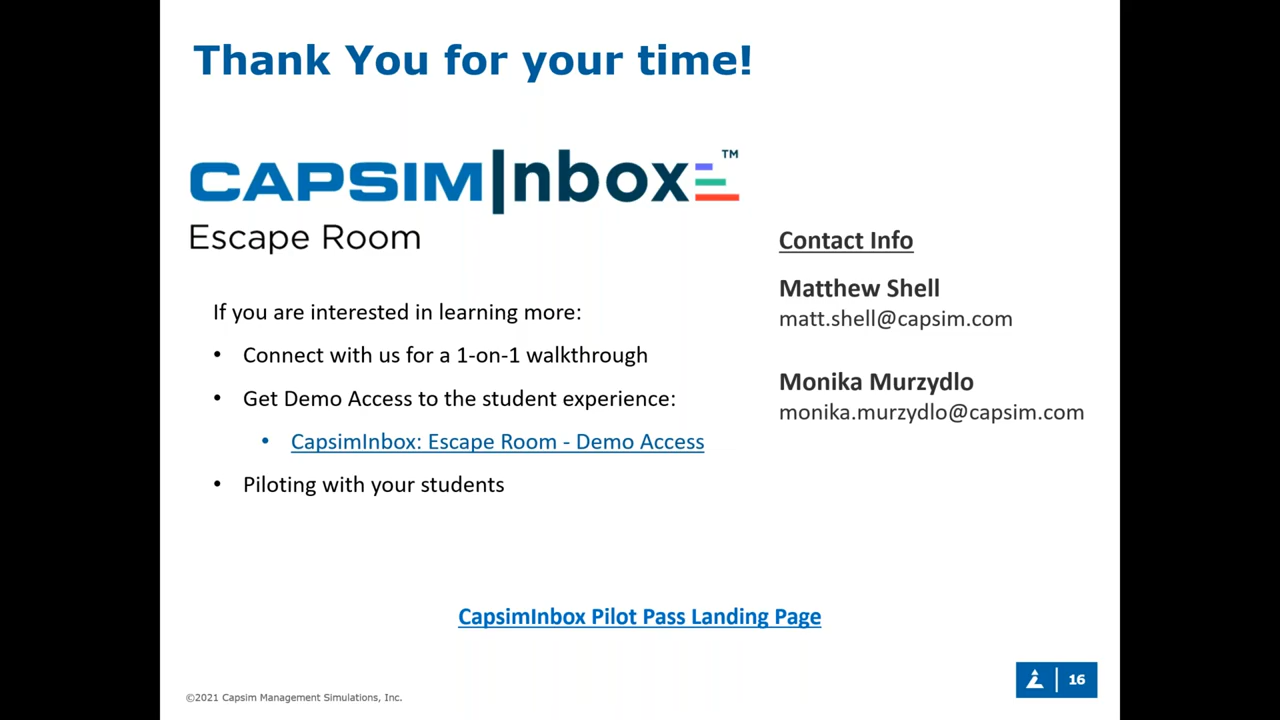 Thank You for your time!
CAPSIM|nbox™
Escape Room
If you are interested in learning more:
• Connect with us for a 1-on-1 walkthrough
• Get Demo Access to the student experience:
• CapsimInbox: Escape Room - Demo Access
• Piloting with your students
Contact Info
Matthew Shell
matt.shell@capsim.com
Monika Murzydlo
monika.murzydlo@capsim.com
CapsimInbox Pilot Pass Landing Page
©2021 Capsim Management Simulations, Inc.
16